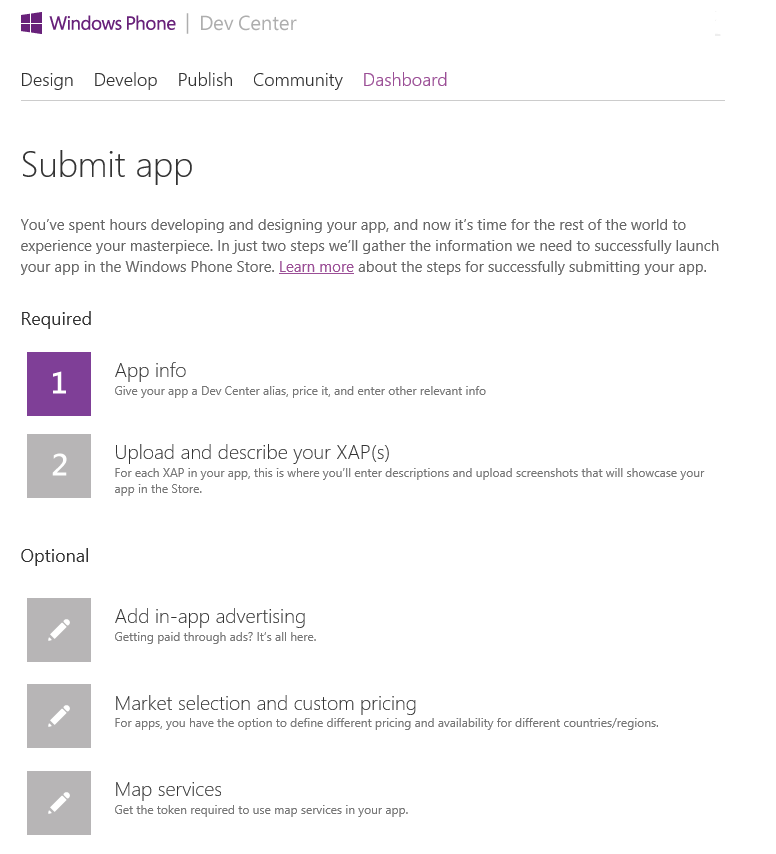 Windows Phone | Dev Center
Design Develop Publish Community Dashboard
Submit app
You've spent hours developing and designing your app, and now it's time for the rest of the world to
experience your masterpiece. In just two steps we'll gather the information we need to successfully launch
your app in the Windows Phone Store. Learn more about the steps for successfully submitting your app.
Required
1
App info
Give your app a Dev Center alias, price it, and enter other relevant info
2
Upload and describe your XAP(s)
For each XAP in your app, this is where you'll enter descriptions and upload screenshots that will showcase your
app in the Store.
Optional
Add in-app advertising
Getting paid through ads? It's all here.
Market selection and custom pricing
For apps, you have the option to define different pricing and availability for different countries/regions.
Map services
Get the token required to use map services in your app.